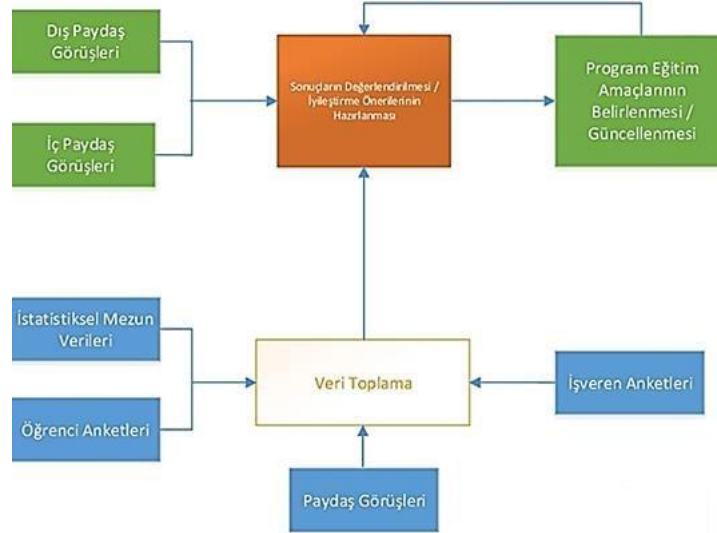 Dış Paydaş
Görüşleri
Sonuçların Değerlendirilmesi /
İyileştirme Önerilerinin
Hazırlanması
Program Eğitim
Amaçlarının
Belirlenmesi /
Güncellenmesi
İç Paydaş
Görüşleri
İstatistiksel Mezun
Verileri
Veri Toplama
İşveren Anketleri
Öğrenci Anketleri
Paydaş Görüşleri